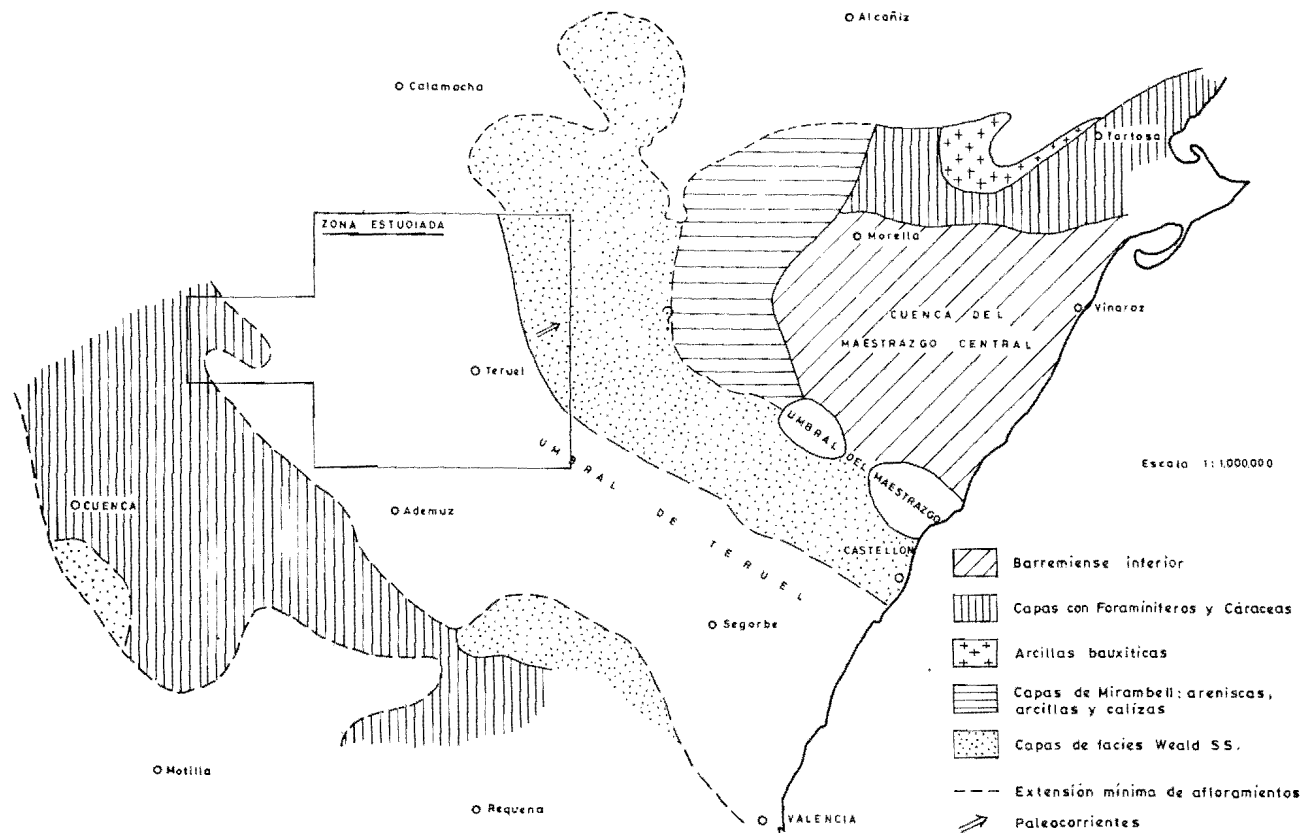 Alcañiz
Calamocha
Tortosa
ZONA ESTUDIADA
Morella
Vinaroz
CUENCA DEL
MAESTRAZGO CENTRAL
Teruel
UMBRAL DEL MAESTRAZGO
UMBRAL DE TERUEL
Escala 1:1,000,000
CUENCA
Ademuz
CASTELLON
Segorbe
Motilla
Requena
VALENCIA
?
Barremiense inferior
Capas con Foraminiferos y Cáraceas
Arcillas bauxiticas
Capas de Mirambell: areniscas,
arcillas y calizas
Capas de facies Weald SS.
Extensión mínima de afloramientos
Paleocorrientes